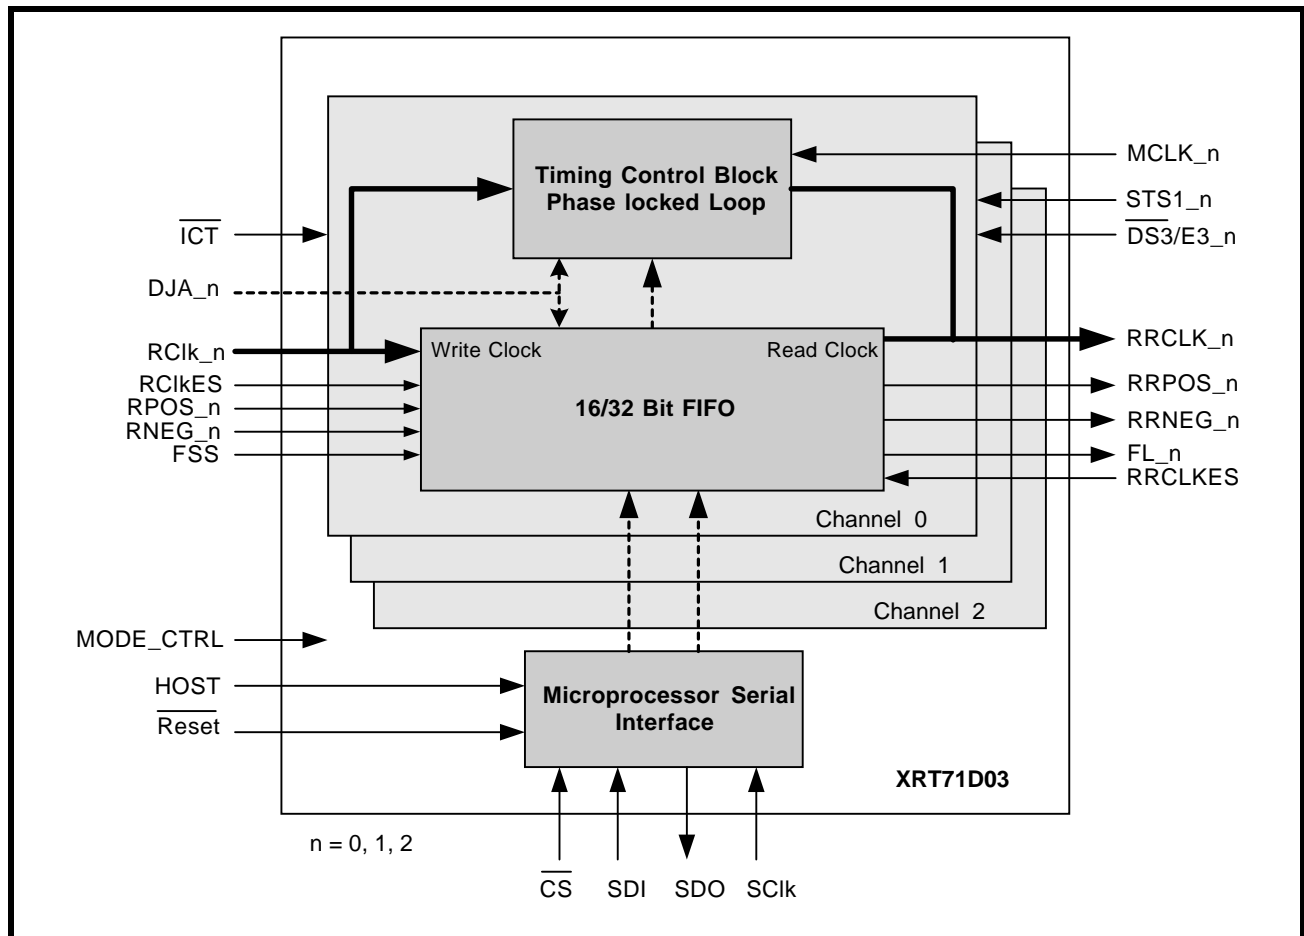 Timing Control Block
Phase locked Loop
MCLK_n
STS1_n
DS3/E3_n
ICT
DJA_n
RClk_n
RClkES
RPOS_n
RNEG_n
FSS
Write Clock
Read Clock
16/32 Bit FIFO
RRCLK_n
RRPOS_n
RRNEG_n
FL_n
RRCLKES
Channel 0
Channel 1
Channel 2
MODE_CTRL
HOST
Reset
Microprocessor Serial
Interface
XRT71D03
n = 0, 1, 2
CS
SDI
SDO
SClk